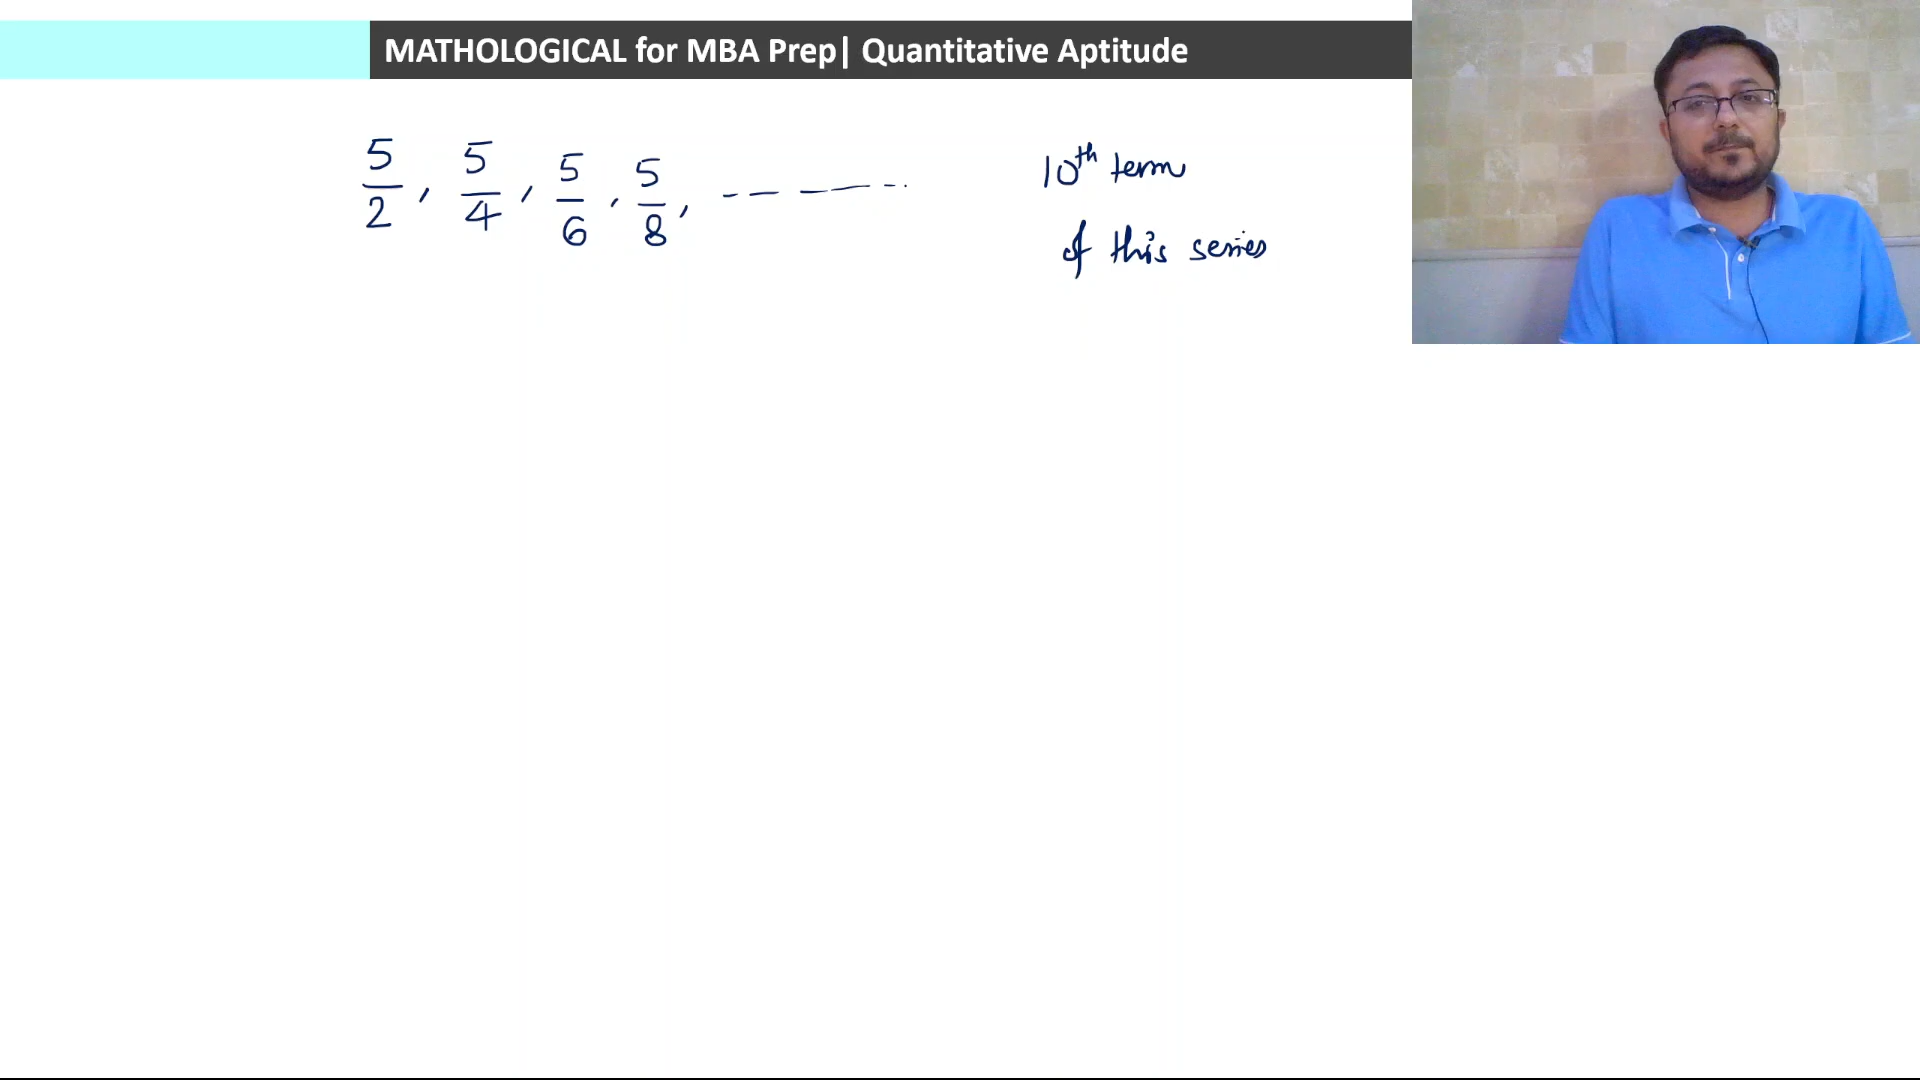 MATHOLOGICAL for MBA Prep| Quantitative Aptitude
5/2, 5/4, 5/6, 5/8, -------- 10th term
of this series